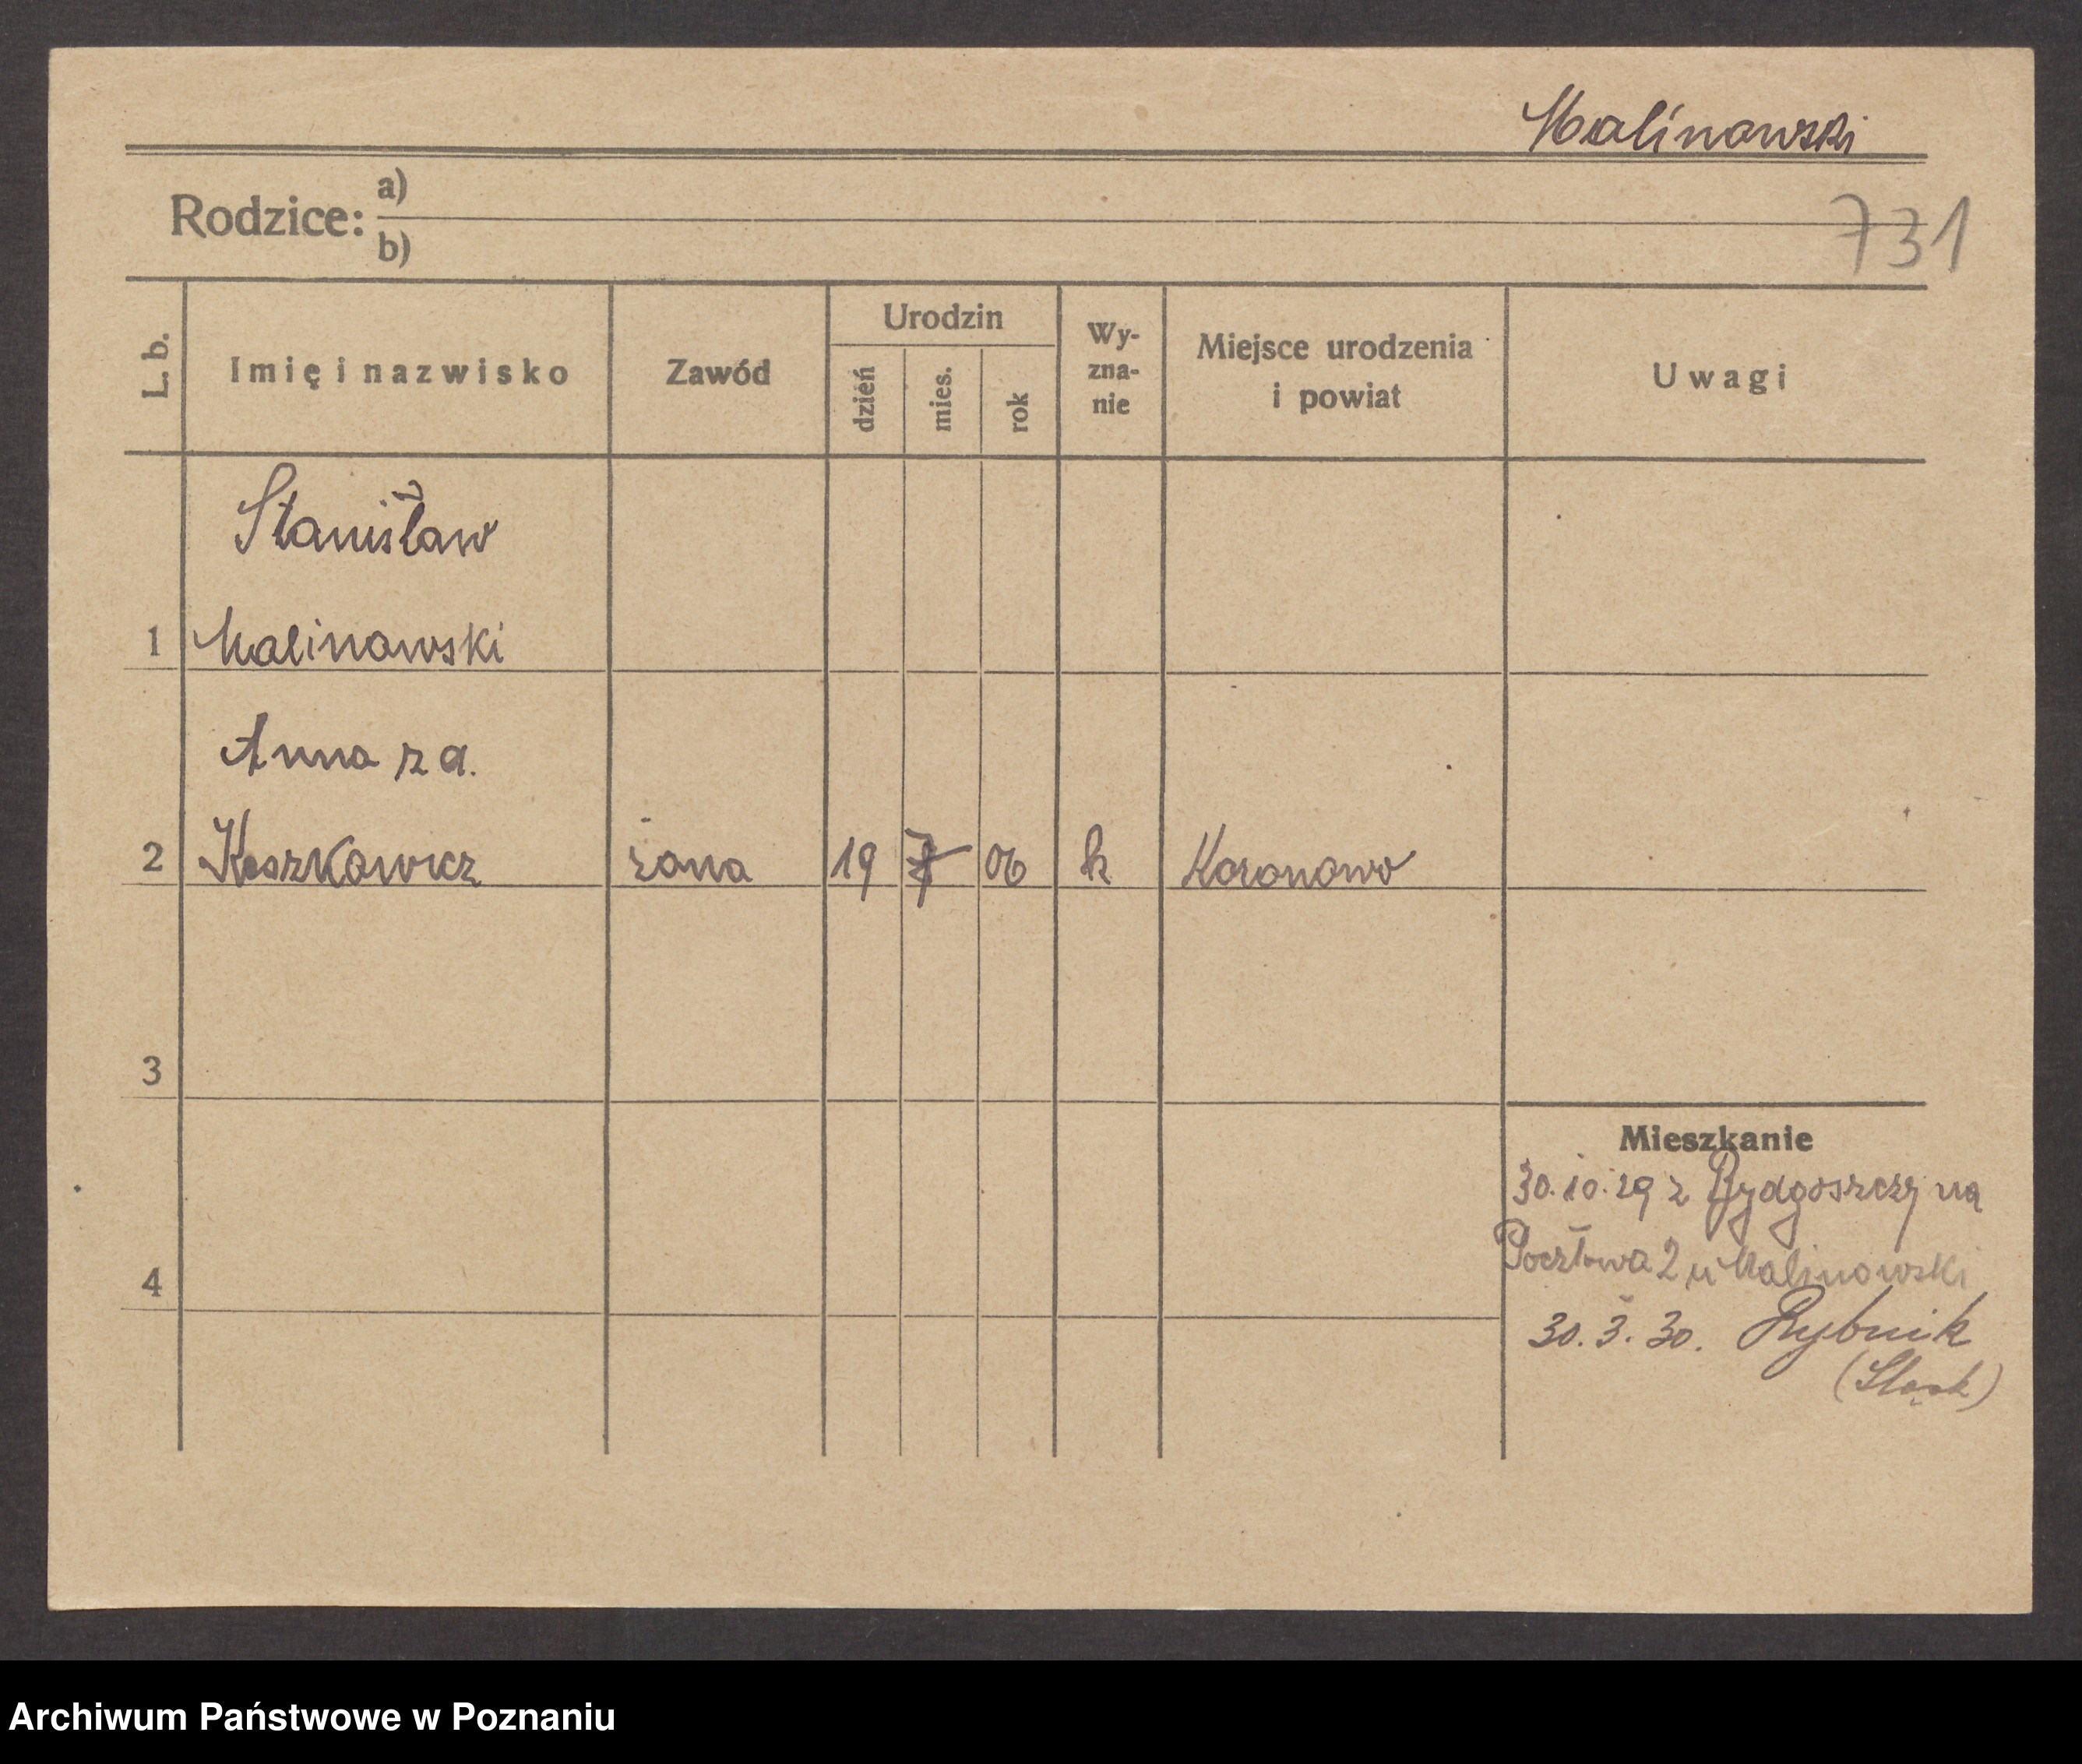 Malinowski
Rodzice: a)
b)
731
L. b.
Imię i nazwisko
Zawód
Urodzin
dzień
mies.
rok
Wy-
zna-
nie
Miejsce urodzenia
i powiat
Uwagi
Stanisław
1 Malinowski
Anna z d.
2 Koszkowicz żona 19 7 06 k Koronowo
3
4
Mieszkanie
30.10.29 z Bydgoszczy na
Pocztowa 2 u Malinowski
30.3.30. Rybnik
(Śląsk)
Archiwum Państwowe w Poznaniu